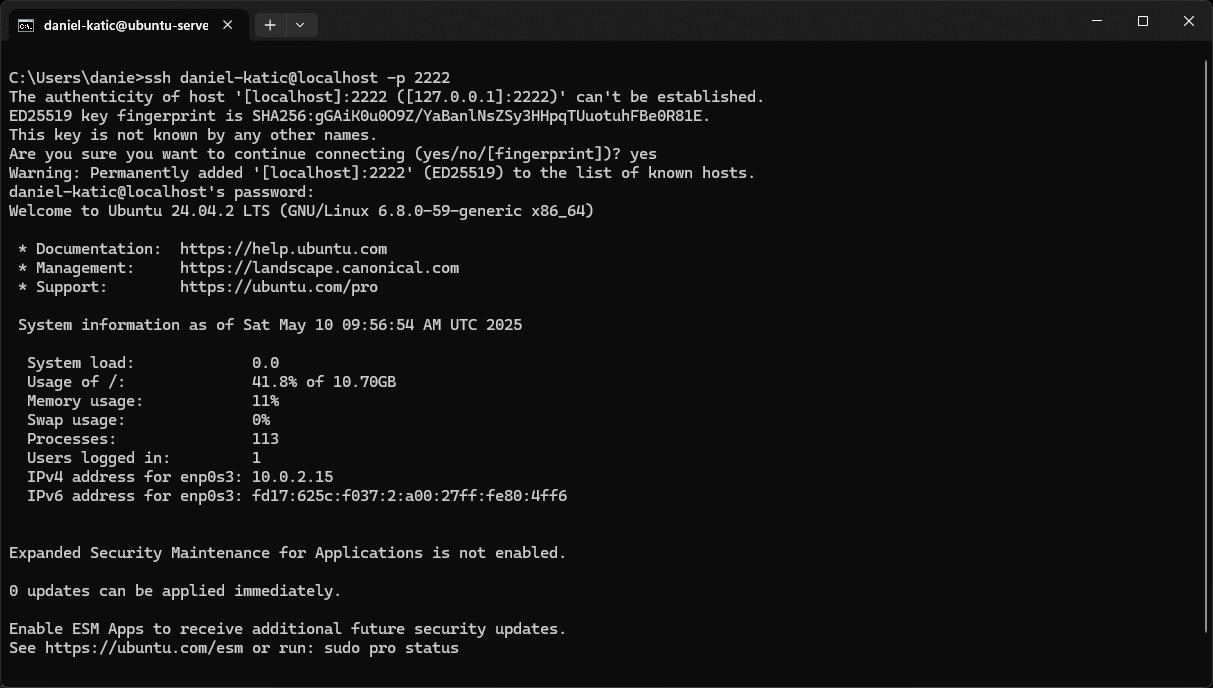 daniel-katic@ubuntu-serve
C:\Users\danie>ssh daniel-katic@localhost -p 2222
The authenticity of host '[localhost]:2222 ([127.0.0.1]:2222)' can't be established.
ED25519 key fingerprint is SHA256:gGAiK0u0O9Z/YaBanlNsZSy3HHpqTUuotuhFBe0R81E.
This key is not known by any other names.
Are you sure you want to continue connecting (yes/no/[fingerprint])? yes
Warning: Permanently added '[localhost]:2222' (ED25519) to the list of known hosts.
daniel-katic@localhost's password:
Welcome to Ubuntu 24.04.2 LTS (GNU/Linux 6.8.0-59-generic x86_64)

 * Documentation:  https://help.ubuntu.com
 * Management:     https://landscape.canonical.com
 * Support:        https://ubuntu.com/pro

 System information as of Sat May 10 09:56:54 AM UTC 2025

  System load:             0.0
  Usage of /:              41.8% of 10.70GB
  Memory usage:            11%
  Swap usage:              0%
  Processes:               113
  Users logged in:         1
  IPv4 address for enp0s3: 10.0.2.15
  IPv6 address for enp0s3: fd17:625c:f037:2:a00:27ff:fe80:4ff6

Expanded Security Maintenance for Applications is not enabled.

0 updates can be applied immediately.

Enable ESM Apps to receive additional future security updates.
See https://ubuntu.com/esm or run: sudo pro status